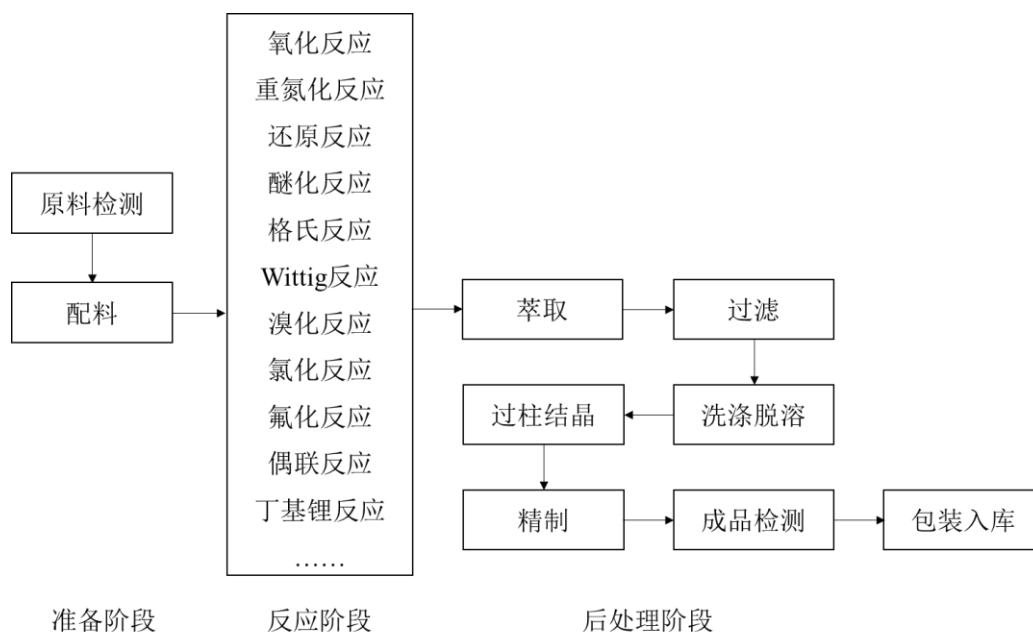 原料检测
配料
氧化反应
重氮化反应
还原反应
醚化反应
格氏反应
Wittig反应
溴化反应
氯化反应
氟化反应
偶联反应
丁基锂反应
……
萃取
过滤
洗涤脱溶
过柱结晶
精制
成品检测
包装入库
准备阶段
反应阶段
后处理阶段